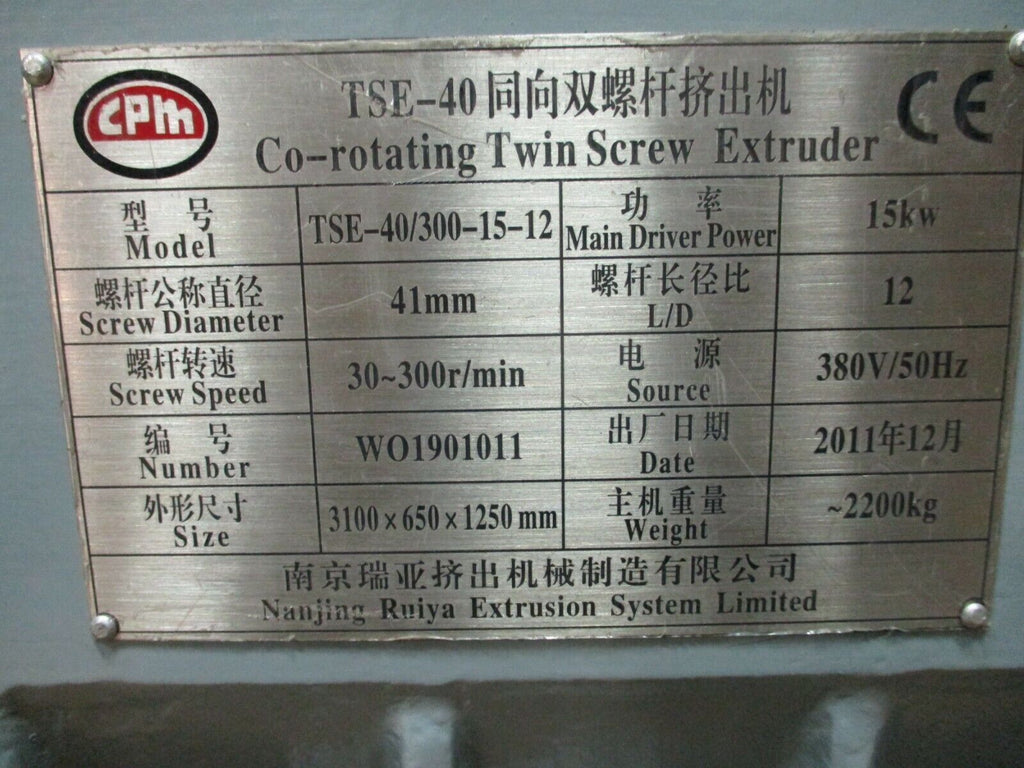 CPM
TSE-40 同向双螺杆挤出机
CE
Co-rotating Twin Screw Extruder
型 号
Model
TSE-40/300-15-12
功 率
Main Driver Power
15kw
螺杆公称直径
Screw Diameter
41mm
螺杆长径比
L/D
12
螺杆转速
Screw Speed
30~300r/min
电 源
Source
380V/50Hz
编 号
Number
WO1901011
出厂日期
Date
2011年12月
外形尺寸
Size
3100×650×1250mm
主机重量
Weight
~2200kg
南京瑞亚挤出机械制造有限公司
Nanjing Ruiya Extrusion System Limited